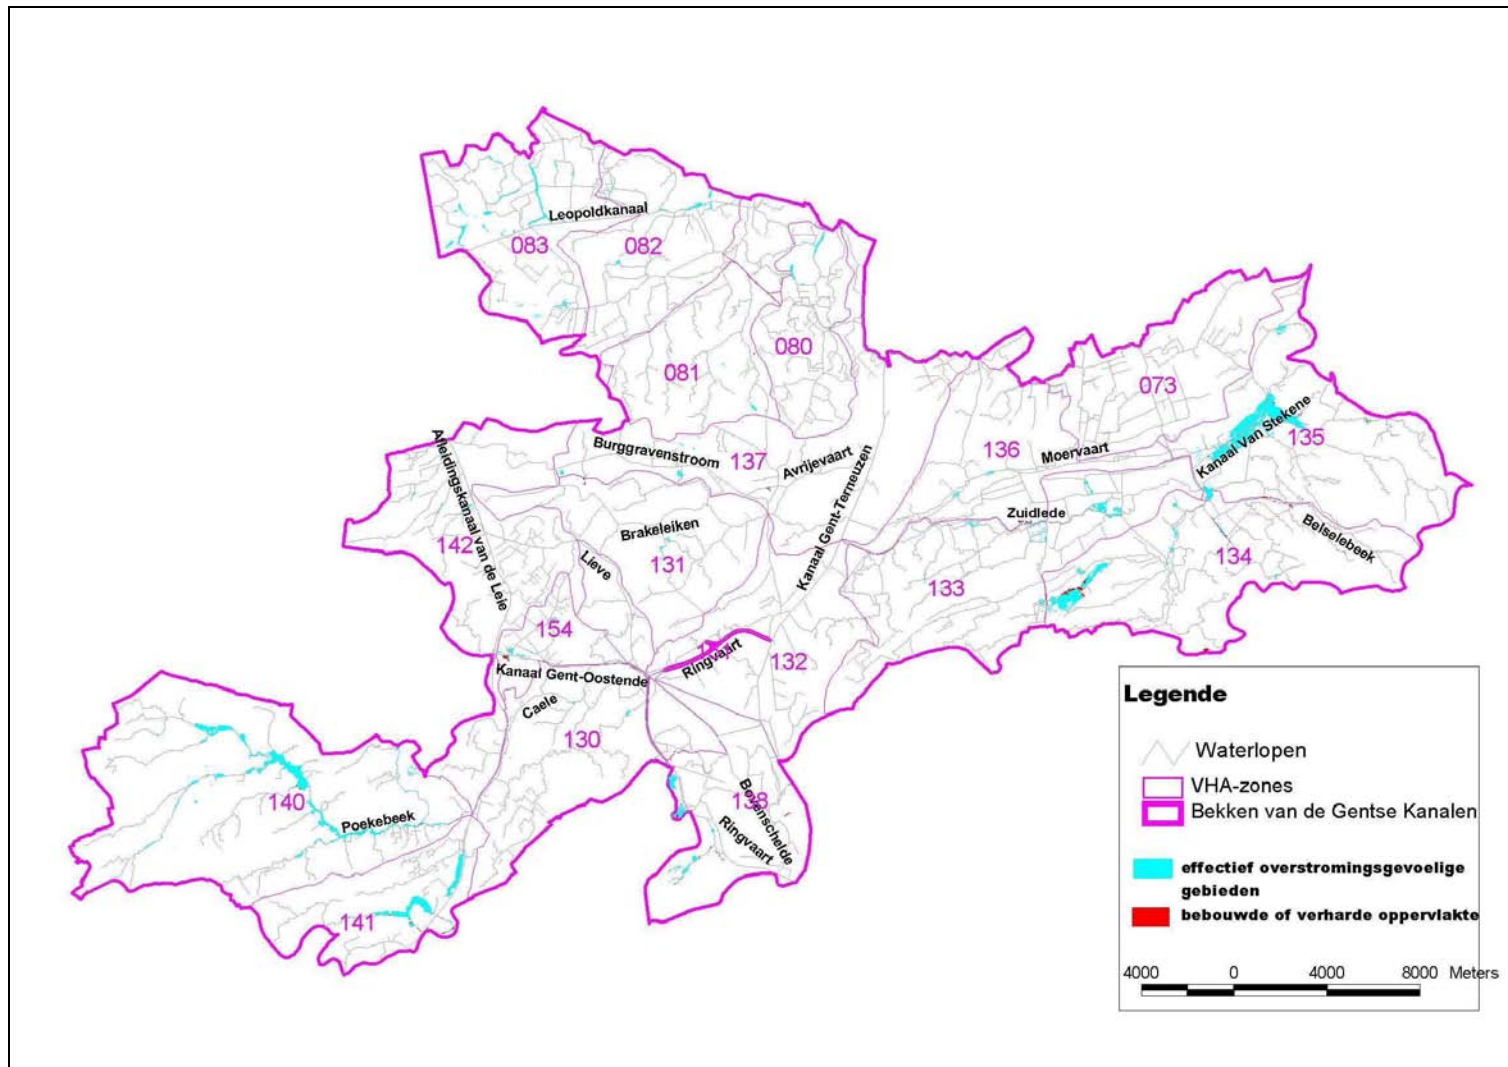 Leopoldkanaal
083
082
080
081
073
Kanaal Van Stekene
135
Afleidingskanaal van de Leie
Burggravenstroom
137
Avrijevaart
136
Moervaart
Kanaal Gent-Terneuzen
Zuidlede
Brakeleiken
142
Lieve
131
133
134
Belselebeek
154
Kanaal Gent-Oostende
Ringvaart
132
Caele
130
140
Poekebeek
138
Bovenschelde
Ringvaart
141
Legende
Waterlopen
VHA-zones
Bekken van de Gentse Kanalen
effectief overstromingsgevoelige
gebieden
bebouwde of verharde oppervlakte
4000 0 4000 8000 Meters